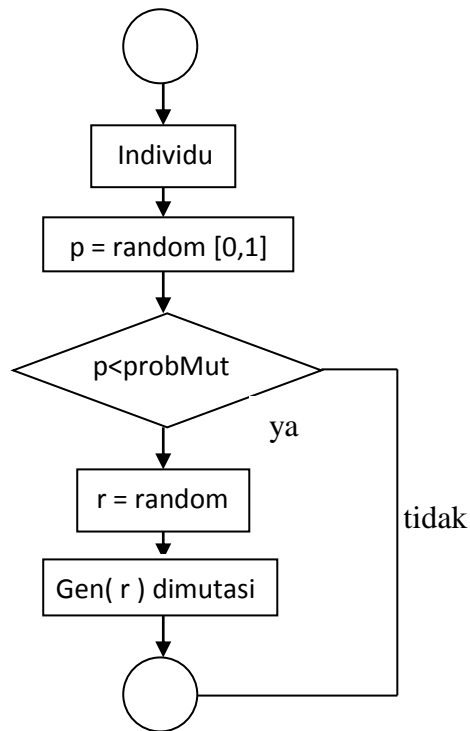 Individu
p = random [0,1]
p<probMut
ya
r = random
tidak
Gen( r ) dimutasi